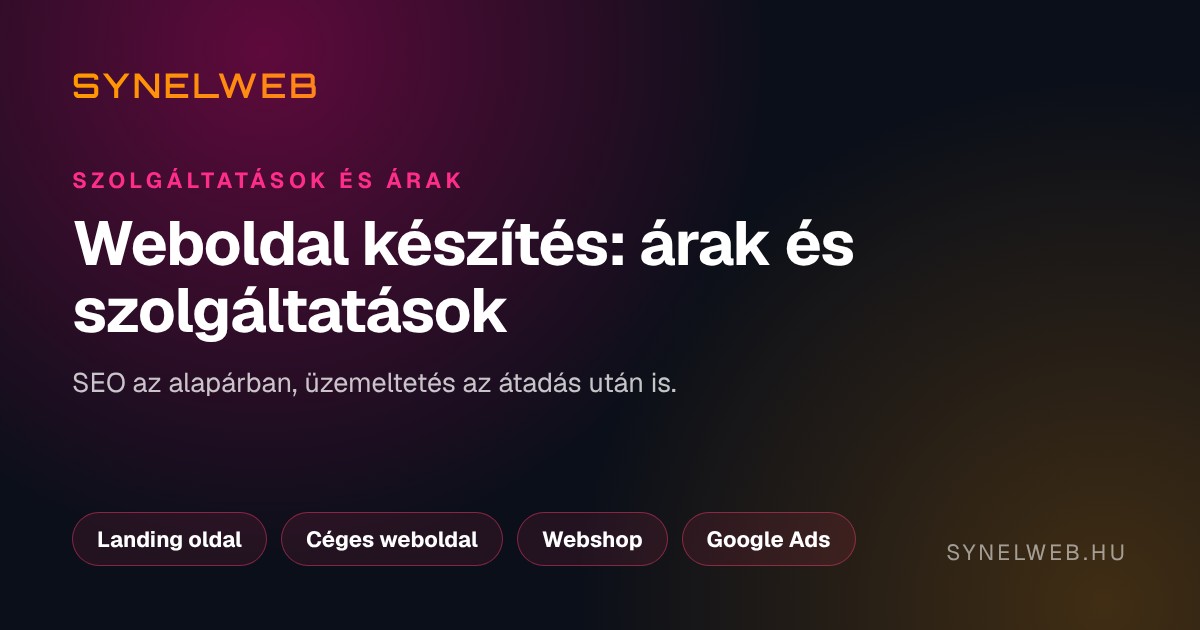 SYNELWEB
SZOLGÁLTATÁSOK ÉS ÁRAK
Weboldal készítés: árak és
szolgáltatások
SEO az alapárban, üzemeltetés az átadás után is.
Landing oldal
Céges weboldal
Webshop
Google Ads
SYNELWEB.HU